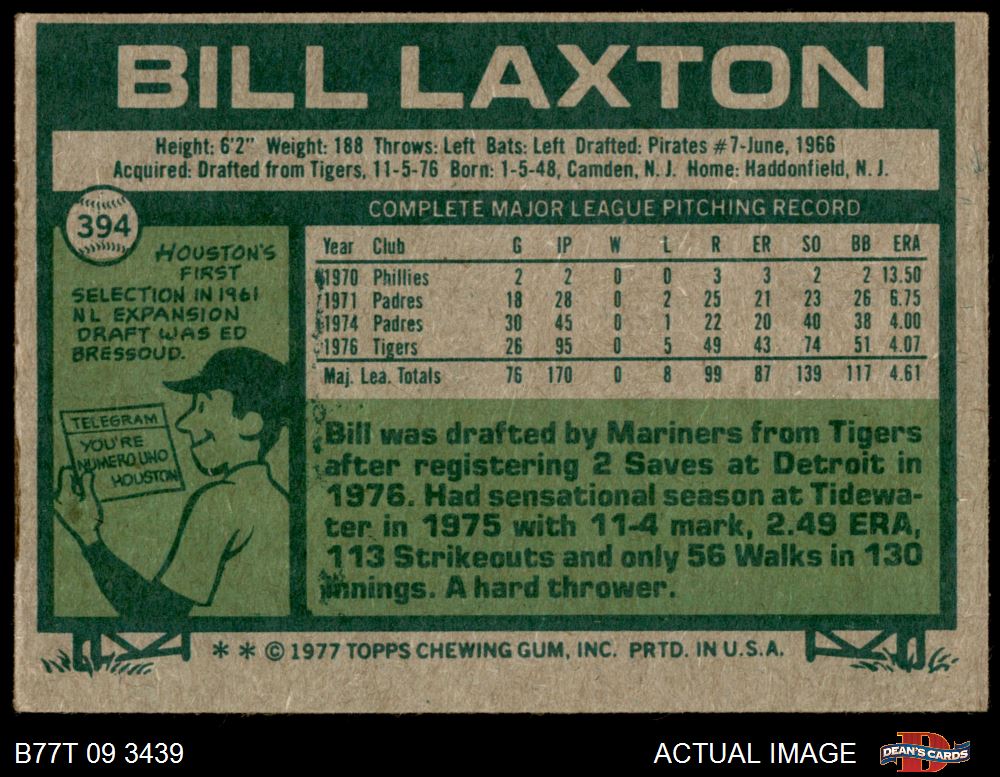 BILL LAXTON
Height: 6'2" Weight: 188 Throws: Left Bats: Left Drafted: Pirates #7-June, 1966
Acquired: Drafted from Tigers, 11-5-76 Born: 1-5-48, Camden, N. J. Home: Haddonfield, N. J.
394
HOUSTON'S
FIRST
SELECTION IN 1961
NL EXPANSION
DRAFT WAS ED
BRESSOUD.
TELEGRAM
YOU'RE
NUMERO UNO
HOUSTON
COMPLETE MAJOR LEAGUE PITCHING RECORD
Year Club G IP W L R ER SO BB ERA
1970 Phillies 2 2 0 0 3 3 2 2 13.50
1971 Padres 18 28 0 2 25 21 23 26 6.75
1974 Padres 30 45 0 1 22 20 40 38 4.00
1976 Tigers 26 95 0 5 49 43 74 51 4.07
Maj. Lea. Totals 76 170 0 8 99 87 139 117 4.61
Bill was drafted by Mariners from Tigers
after registering 2 Saves at Detroit in
1976. Had sensational season at Tidewa-
ter in 1975 with 11-4 mark, 2.49 ERA,
113 Strikeouts and only 56 Walks in 130
innings. A hard thrower.
* * © 1977 TOPPS CHEWING GUM, INC. PRTD. IN U.S.A.
B77T 09 3439
ACTUAL IMAGE
DEAN'S CARDS